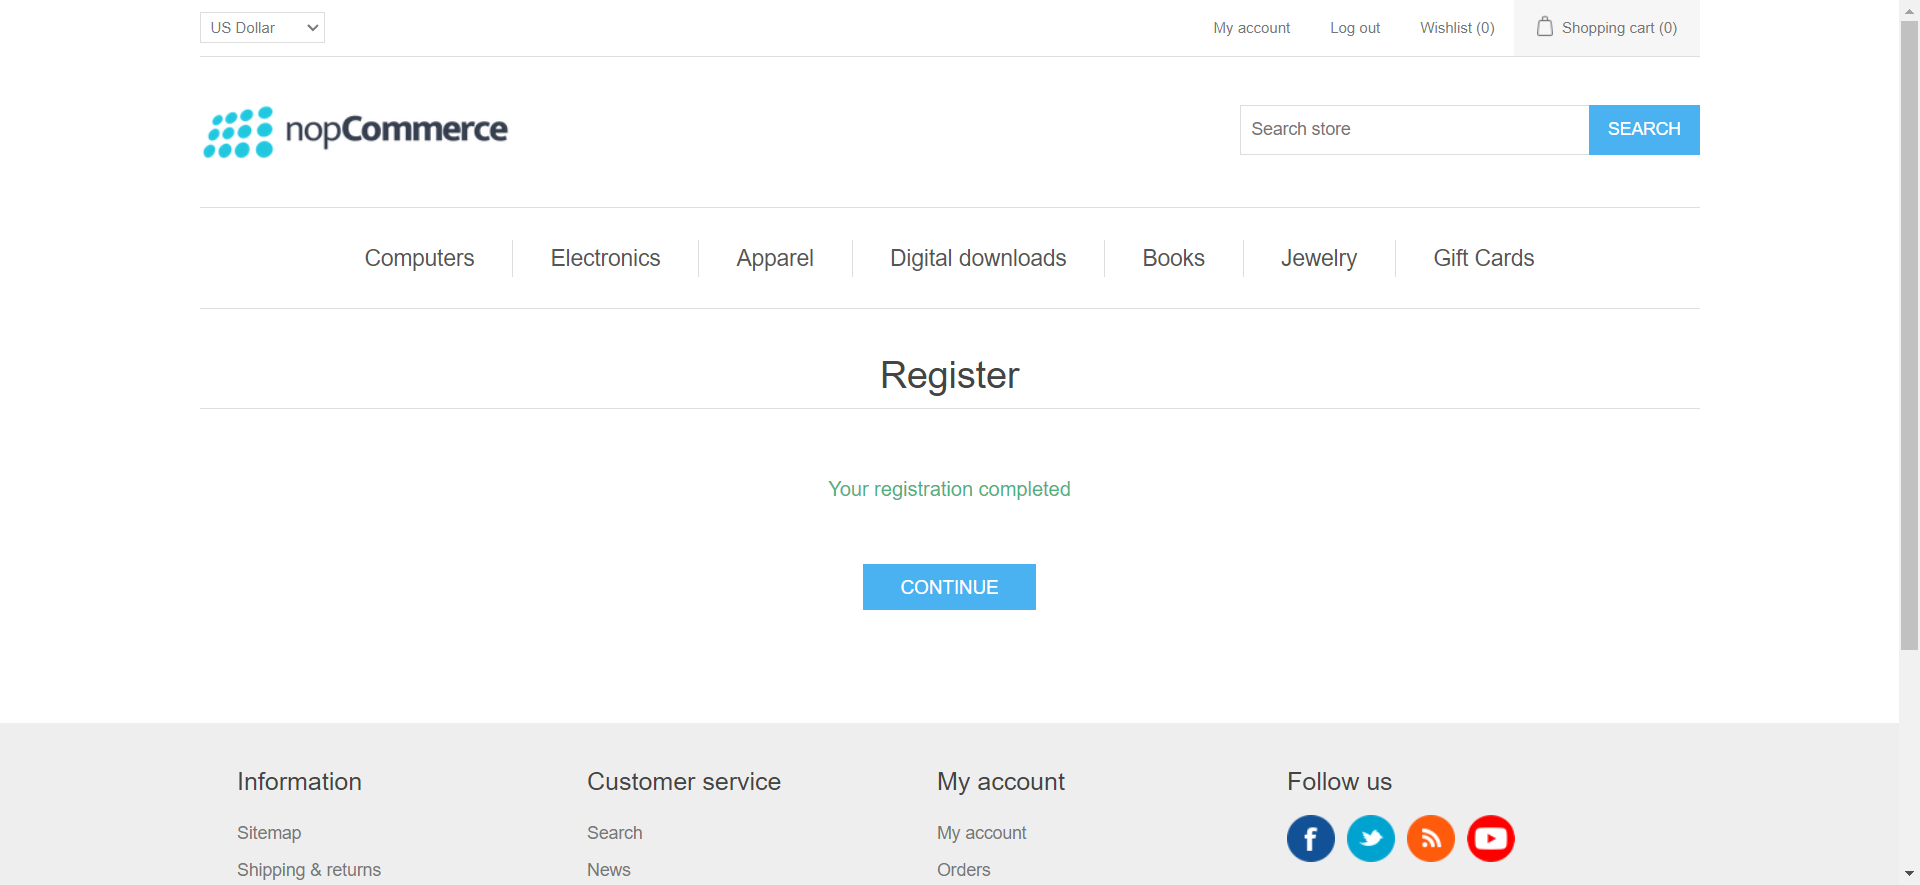 US Dollar
My account
Log out
Wishlist (0)
Shopping cart (0)
nopCommerce
Search store
SEARCH
Computers
Electronics
Apparel
Digital downloads
Books
Jewelry
Gift Cards
Register
Your registration completed
CONTINUE
Information
Sitemap
Shipping & returns
Customer service
Search
News
My account
My account
Orders
Follow us